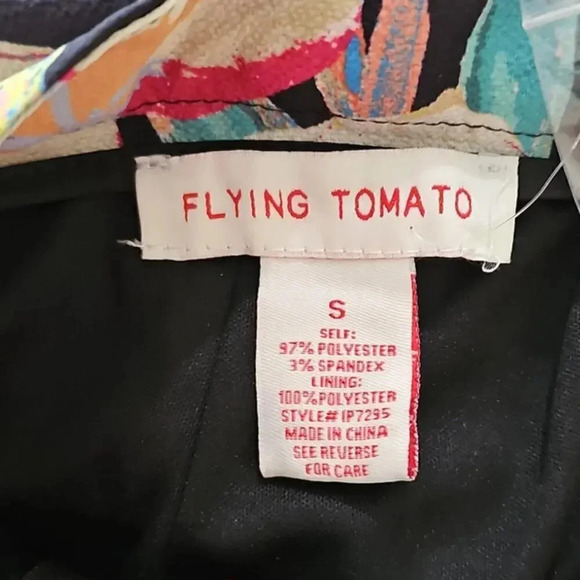 FLYING TOMATO
S
SELF:
97% POLYESTER
3% SPANDEX
LINING:
100%POLYESTER
STYLE# IP7295
MADE IN CHINA
SEE REVERSE
FOR CARE